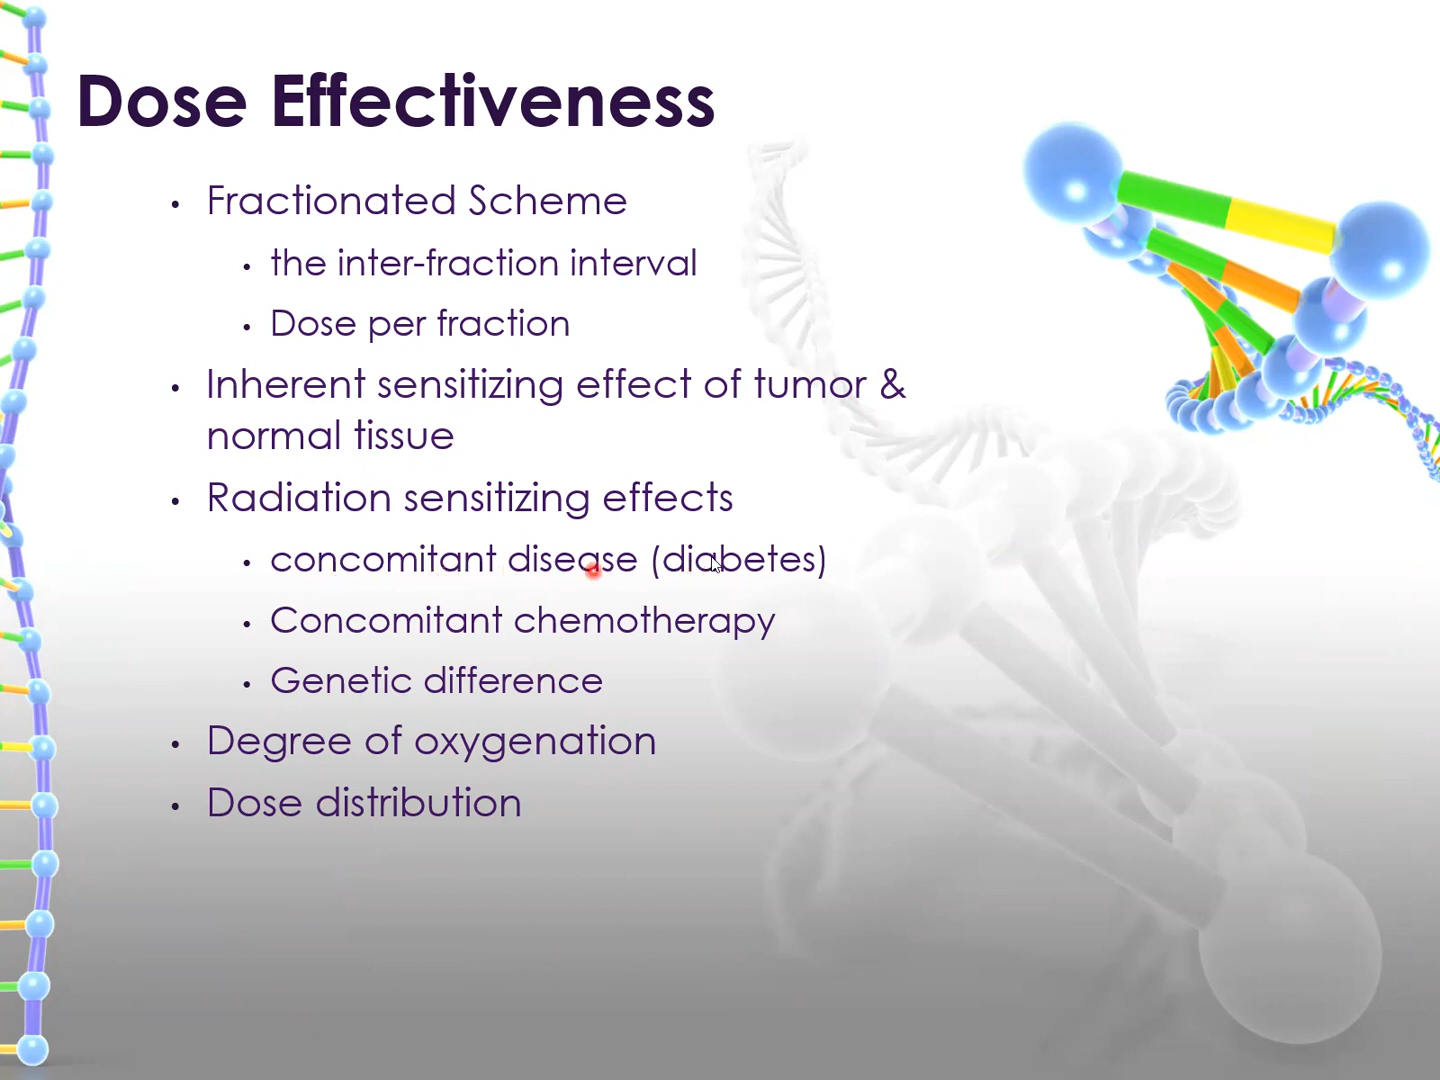 Dose Effectiveness
• Fractionated Scheme
• the inter-fraction interval
• Dose per fraction
• Inherent sensitizing effect of tumor &
normal tissue
• Radiation sensitizing effects
• concomitant disease (diabetes)
• Concomitant chemotherapy
• Genetic difference
• Degree of oxygenation
• Dose distribution